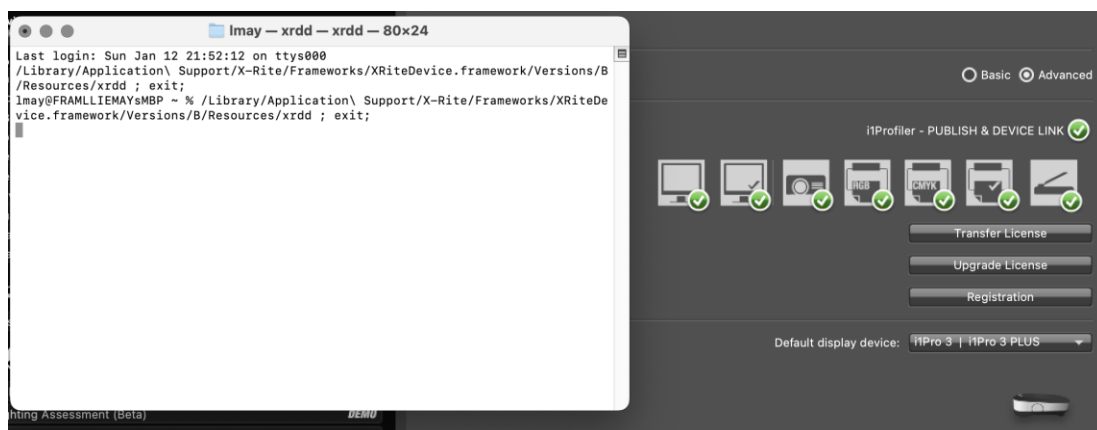 lmay — xrdd — xrdd — 80×24
Last login: Sun Jan 12 21:52:12 on ttys000
/Library/Application\ Support/X-Rite/Frameworks/XRiteDevice.framework/Versions/B
/Resources/xrdd ; exit;
lmay@FRAMLLIEMAYsMBP ~ % /Library/Application\ Support/X-Rite/Frameworks/XRiteDe
vice.framework/Versions/B/Resources/xrdd ; exit;
Basic Advanced
i1Profiler - PUBLISH & DEVICE LINK
RGB CMYK
Transfer License
Upgrade License
Registration
Default display device: i1Pro 3 | i1Pro 3 PLUS
Assessment (Beta) DEMO